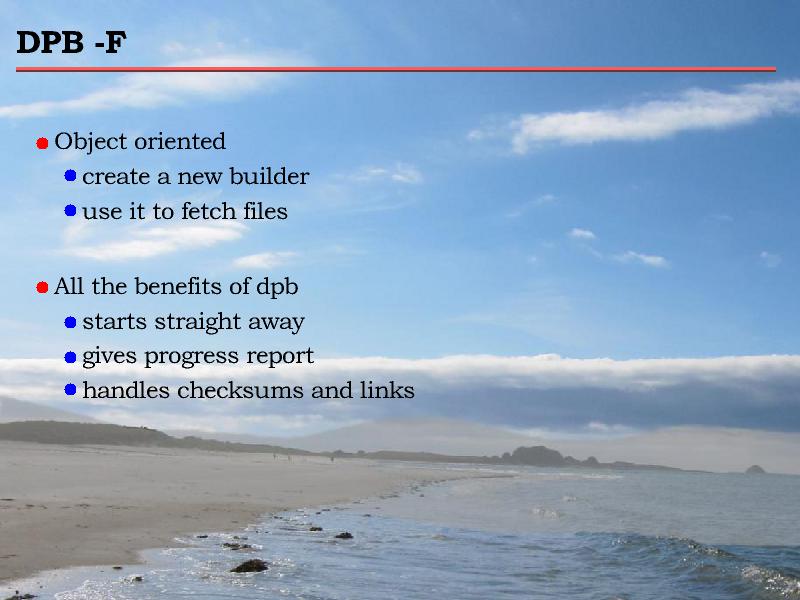 DPB -F
Object oriented
create a new builder
use it to fetch files
All the benefits of dpb
starts straight away
gives progress report
handles checksums and links